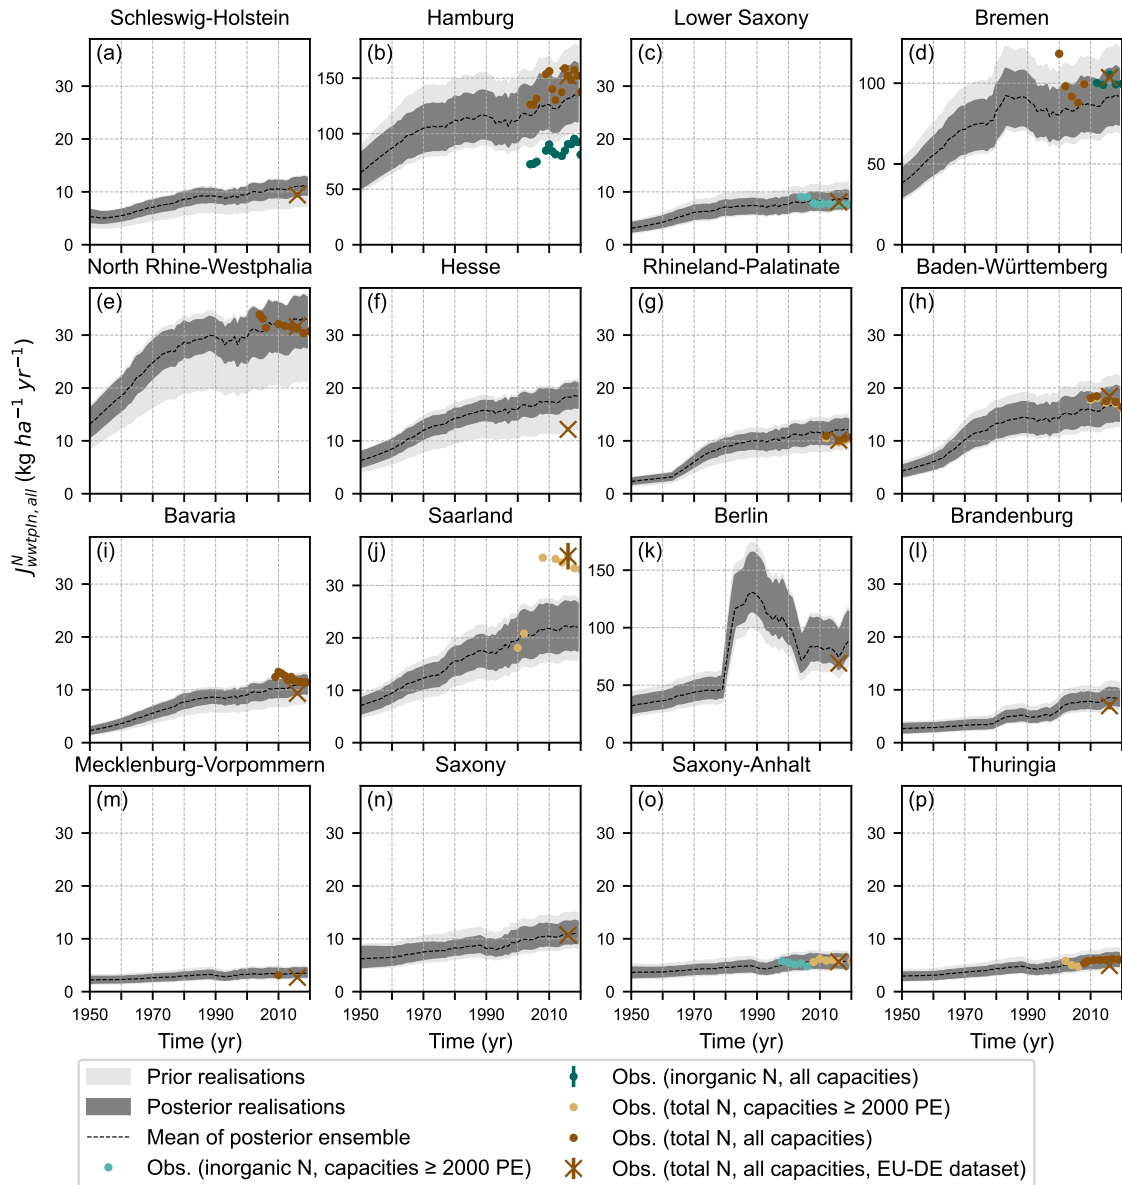 Schleswig-Holstein Hamburg Lower Saxony Bremen
(a) (b) (c) (d)
30 20 10 0
150 100 50
30 20 10 0
100 50
North Rhine-Westphalia Hesse Rhineland-Palatinate Baden-Württemberg
(e) (f) (g) (h)
30 20 10 0
30 20 10 0
30 20 10 0
30 20 10 0
J^N_{wwtpIn, all} (kg ha^{-1} yr^{-1})
Bavaria Saarland Berlin Brandenburg
(i) (j) (k) (l)
30 20 10 0
30 20 10 0
150 100 50 0
30 20 10 0
Mecklenburg-Vorpommern Saxony Saxony-Anhalt Thuringia
(m) (n) (o) (p)
30 20 10 0
30 20 10 0
30 20 10 0
30 20 10 0
1950 1970 1990 2010 1950 1970 1990 2010 1950 1970 1990 2010 1950 1970 1990 2010
Time (yr) Time (yr) Time (yr) Time (yr)
Prior realisations
Posterior realisations
Mean of posterior ensemble
Obs. (inorganic N, capacities ≥ 2000 PE)
Obs. (inorganic N, all capacities)
Obs. (total N, capacities ≥ 2000 PE)
Obs. (total N, all capacities)
Obs. (total N, all capacities, EU-DE dataset)